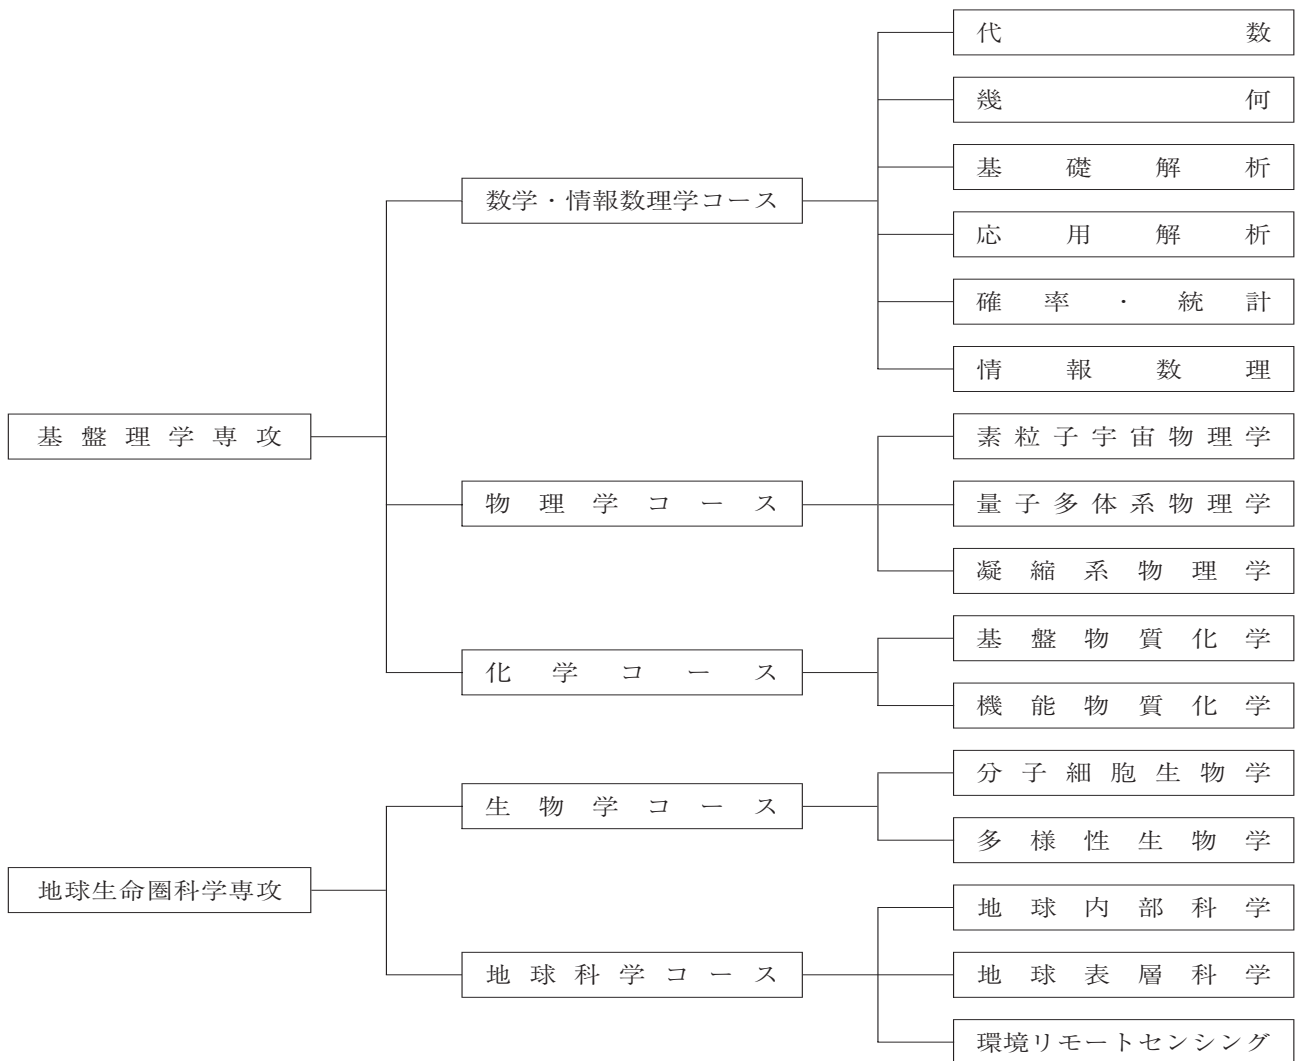 基盤理学専攻
数学・情報数理学コース
代数
幾何
基礎解析
応用解析
確率・統計
情報数理
物理学コース
素粒子宇宙物理学
量子多体系物理学
凝縮系物理学
化学コース
基盤物質化学
機能物質化学
地球生命圏科学専攻
生物学コース
分子細胞生物学
多様性生物学
地球科学コース
地球内部科学
地球表層科学
環境リモートセンシング